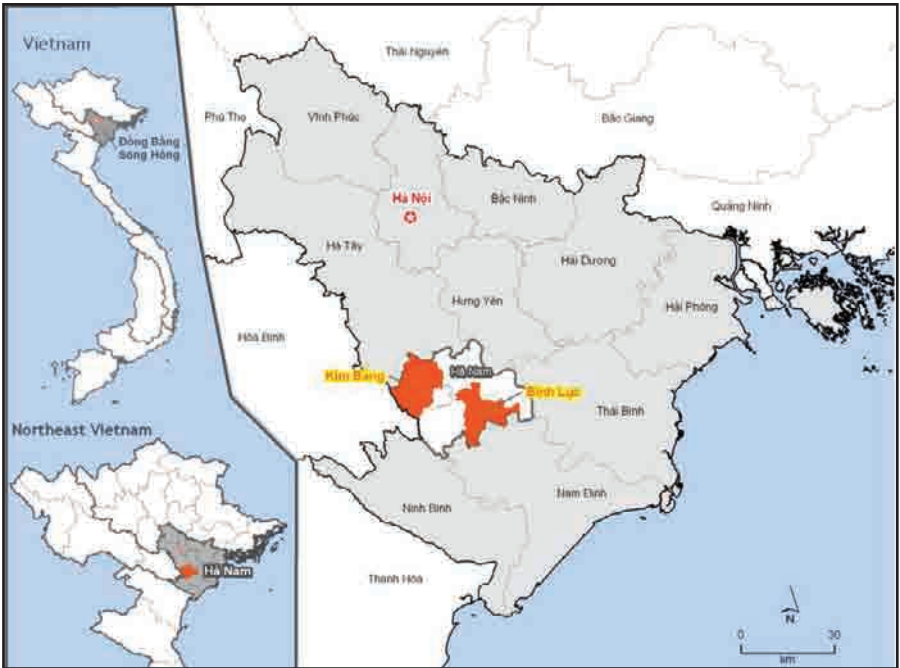 Vietnam
Đồng Bằng
Sông Hồng
Northeast Vietnam
Hà Nam
Thái Nguyên
Phú Thọ
Vĩnh Phúc
Bắc Giang
Hà Nội
Bắc Ninh
Quảng Ninh
Hà Tây
Hải Dương
Hưng Yên
Hải Phòng
Hòa Bình
Kim Bảng
Hà Nam
Bình Lục
Thái Bình
Nam Định
Ninh Bình
Thanh Hóa
N
0 30
km